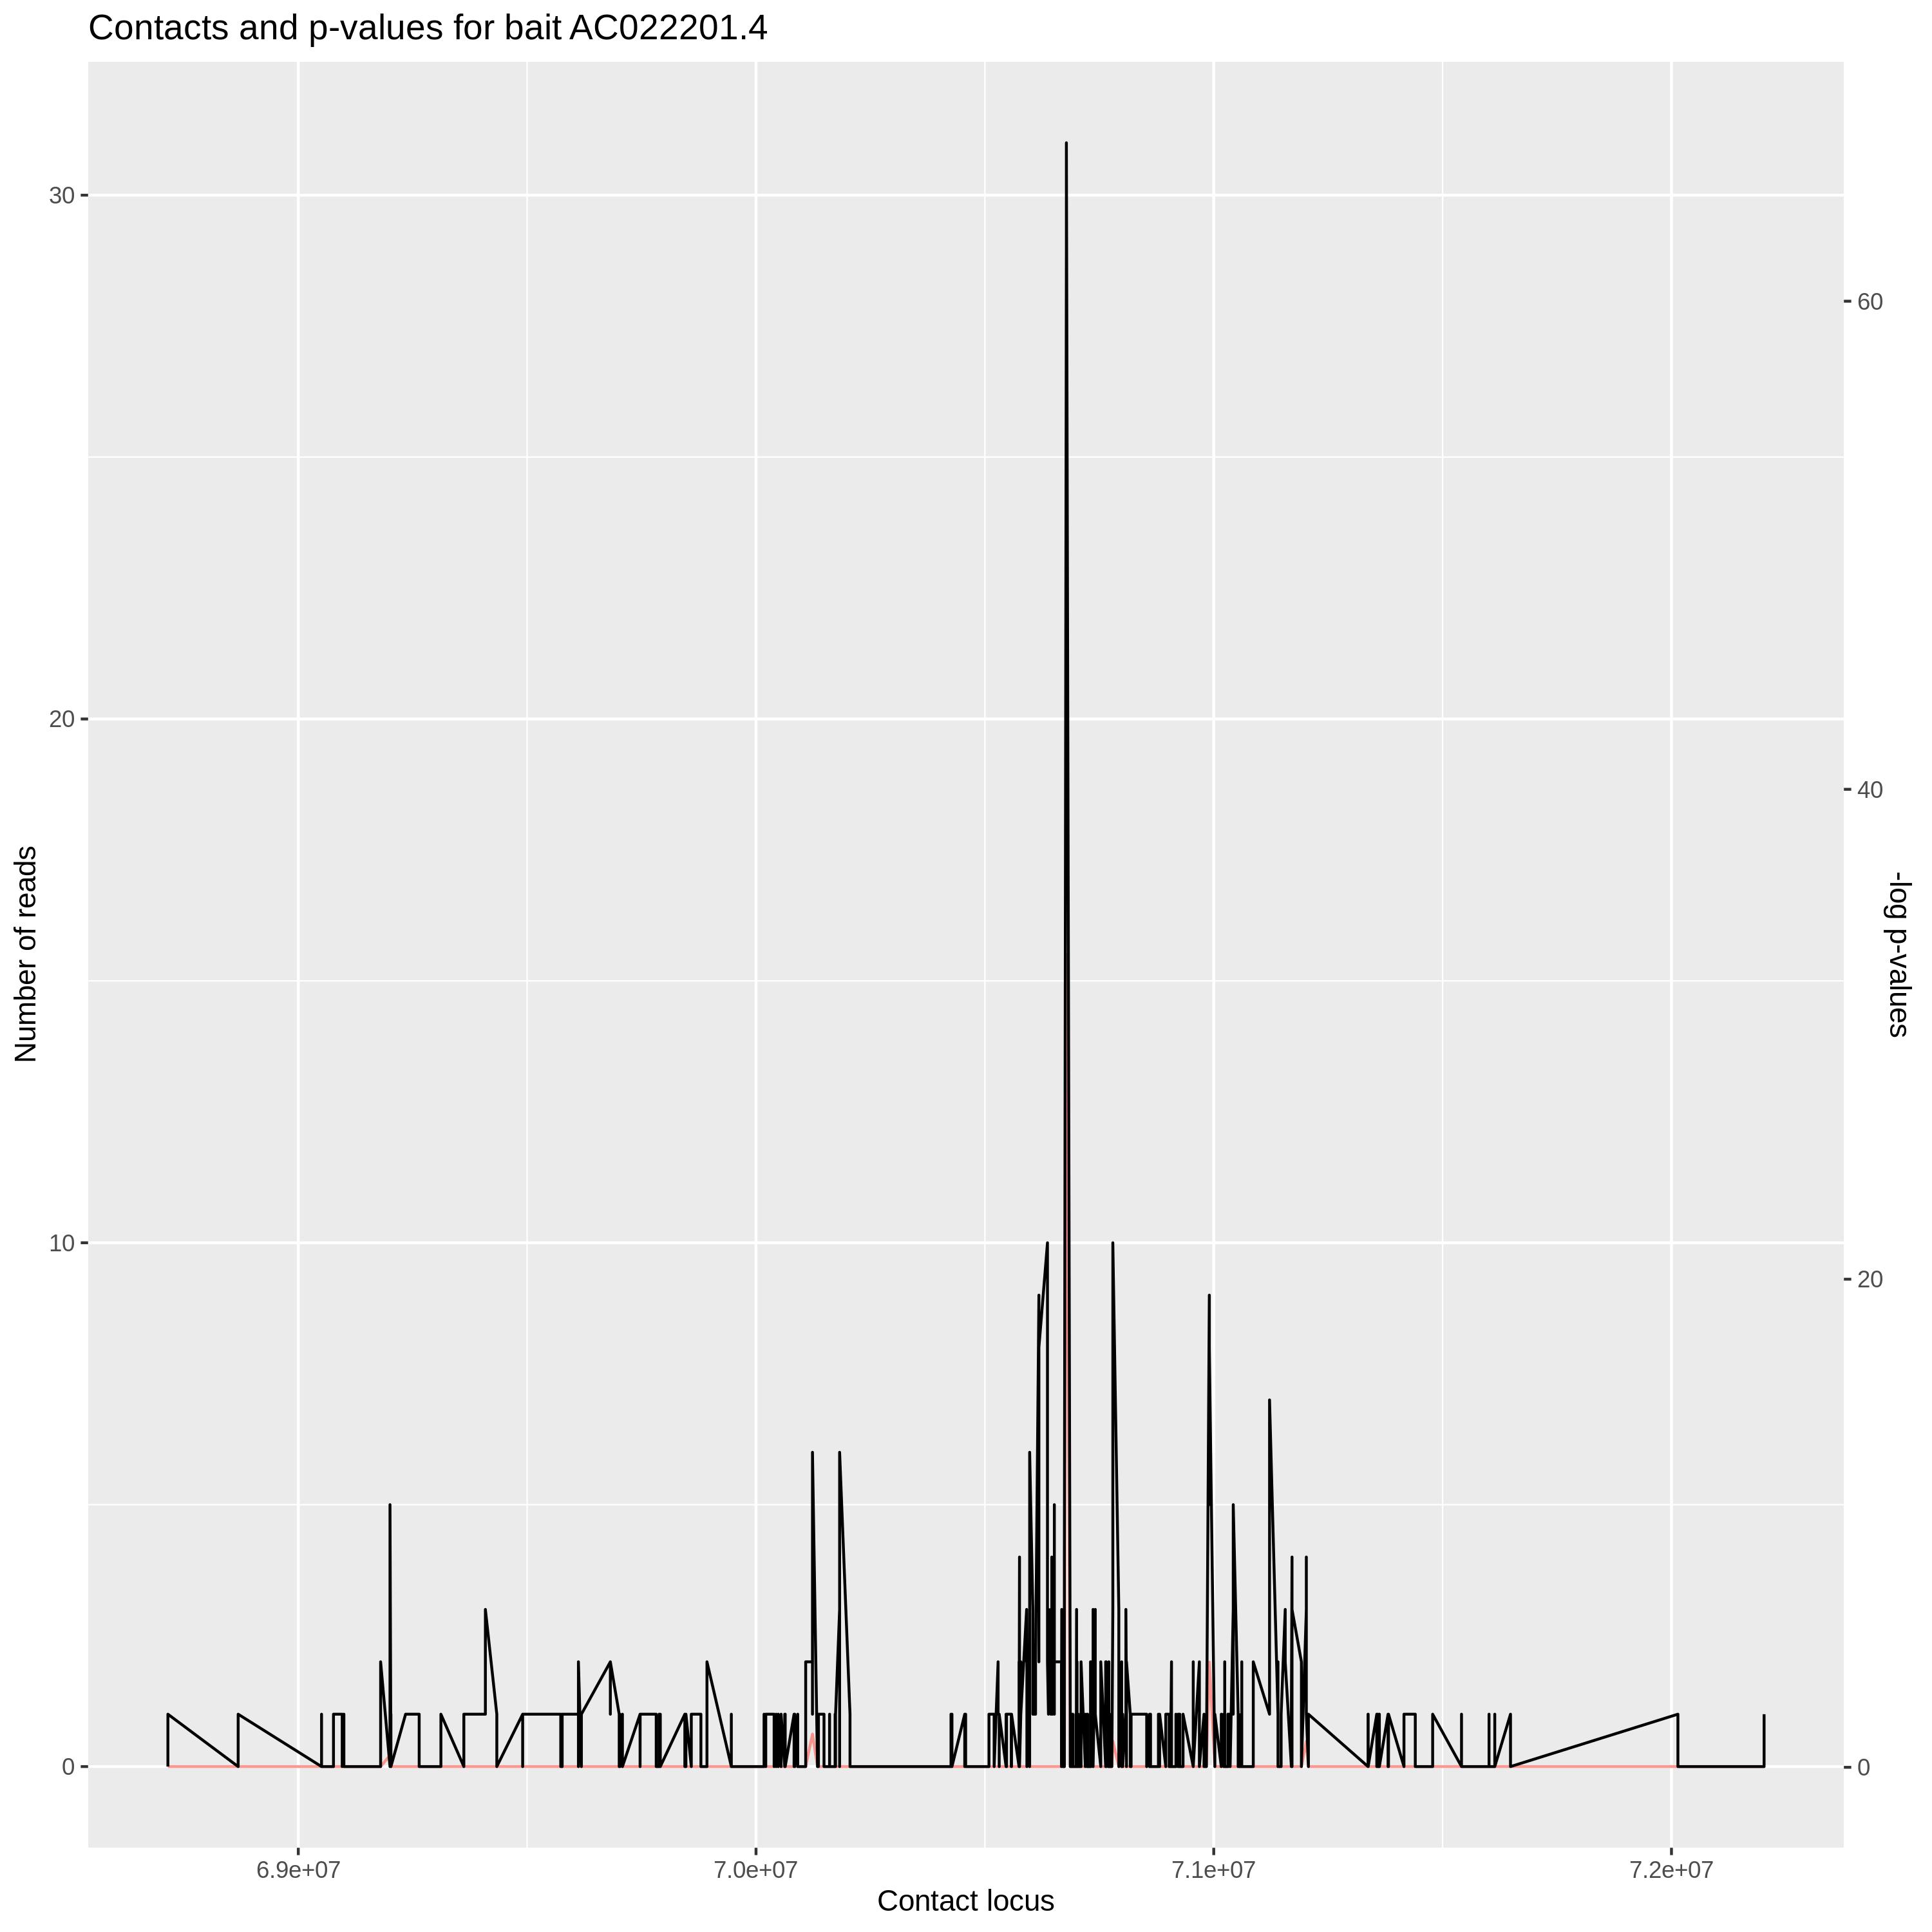 Contacts and p-values for bait AC022201.4
30
20
10
0
Number of reads
60
40
20
0
-log p-values
6.9e+07
7.0e+07
7.1e+07
7.2e+07
Contact locus